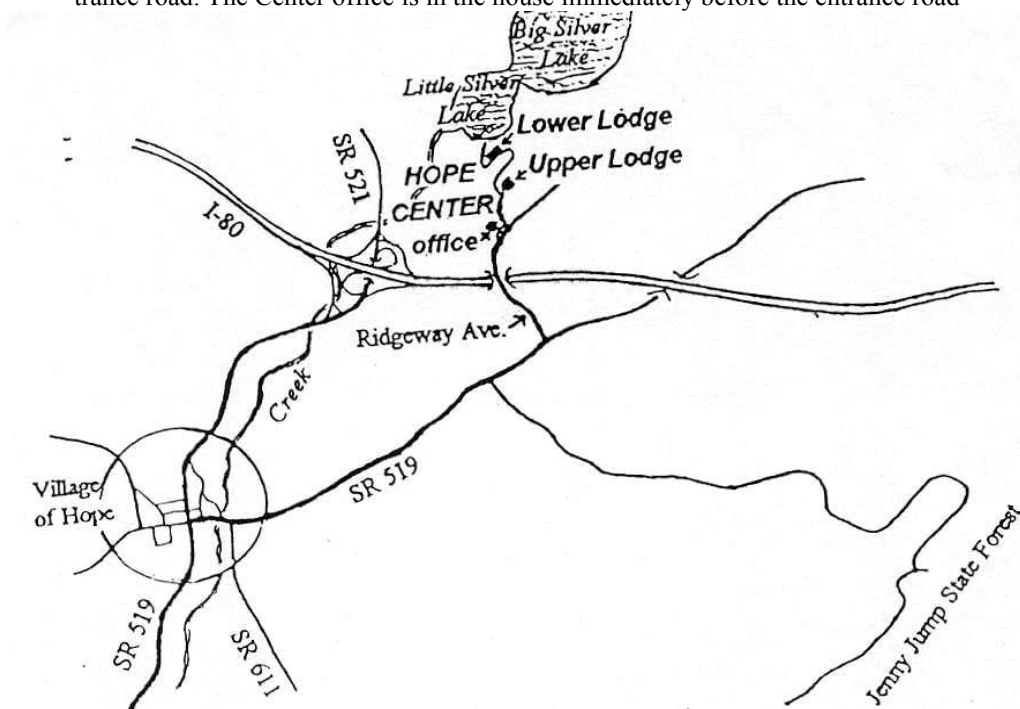 trance road. The Center office is in the house immediately before the entrance road
Big Silver
Lake
Little Silver
Lake
Lower Lodge
SR 521
HOPE
Upper Lodge
I-80
CENTER
office
Ridgeway Ave.
Creek
SR 519
Village
of Hope
SR 519
SR 611
Jenny Jump State Forest